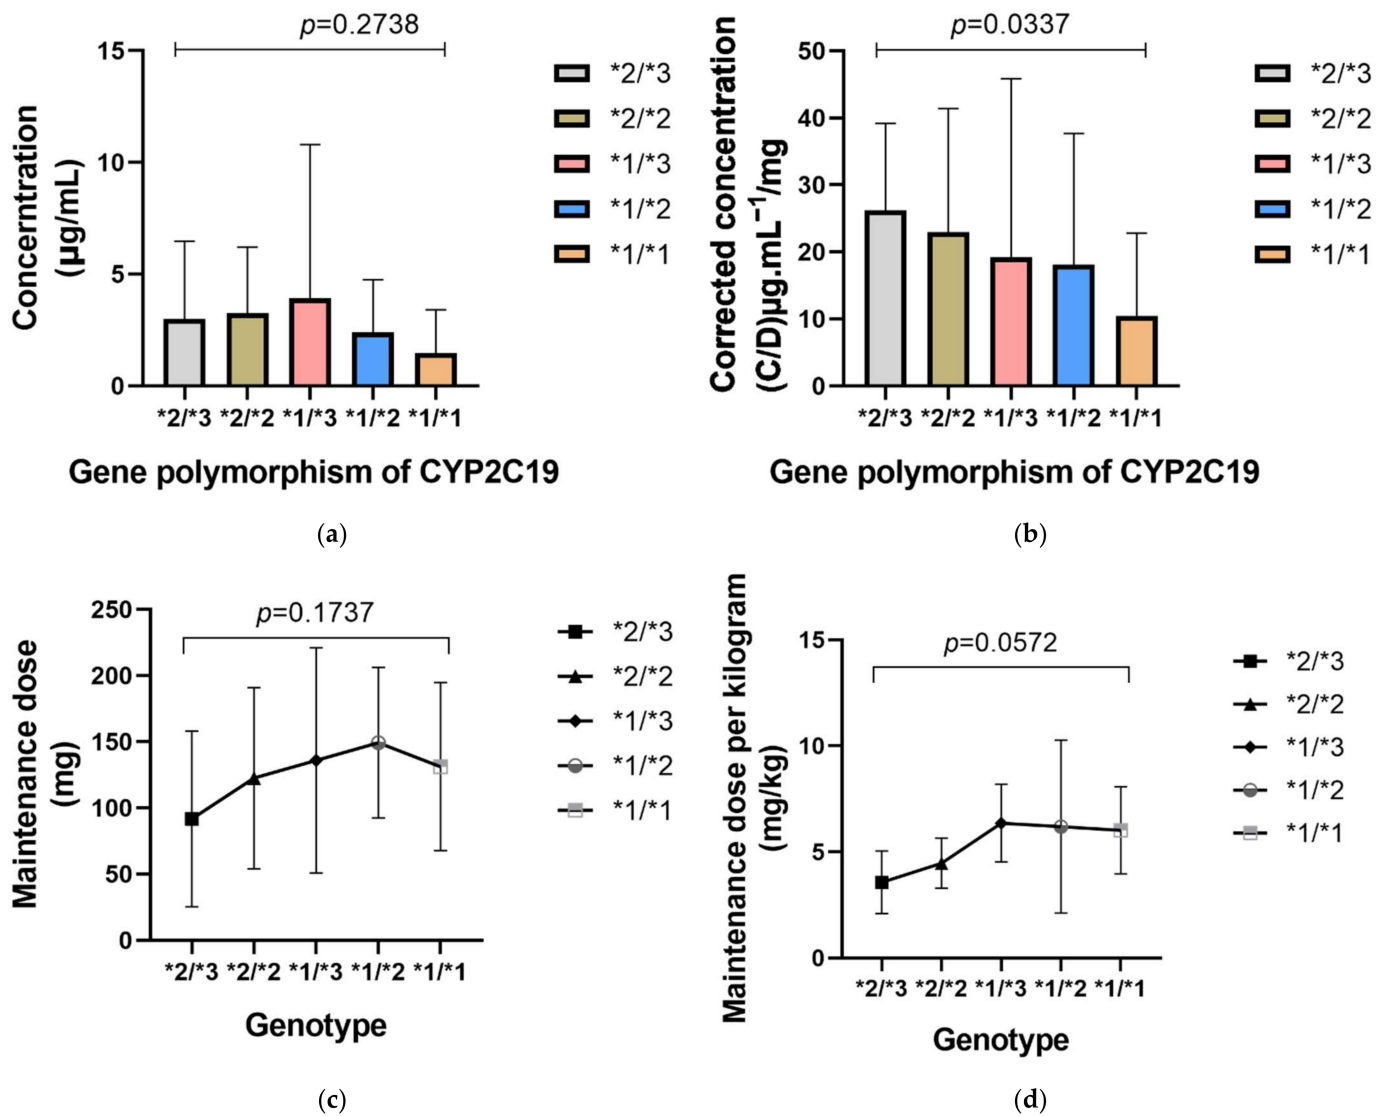 p=0.2738
Concerntration
(µg/mL)
15
10
5
0
*2/*3
*2/*2
*1/*3
*1/*2
*1/*1
*2/*3 *2/*2 *1/*3 *1/*2 *1/*1
Gene polymorphism of CYP2C19
(a)
p=0.0337
Corrected concentration
(C/D)µg.mL⁻¹/mg
50
40
30
20
10
0
*2/*3
*2/*2
*1/*3
*1/*2
*1/*1
*2/*3 *2/*2 *1/*3 *1/*2 *1/*1
Gene polymorphism of CYP2C19
(b)
p=0.1737
Maintenance dose
(mg)
250
200
150
100
50
0
*2/*3
*2/*2
*1/*3
*1/*2
*1/*1
*2/*3 *2/*2 *1/*3 *1/*2 *1/*1
Genotype
(c)
p=0.0572
Maintenance dose per kilogram
(mg/kg)
15
10
5
0
*2/*3
*2/*2
*1/*3
*1/*2
*1/*1
*2/*3 *2/*2 *1/*3 *1/*2 *1/*1
Genotype
(d)